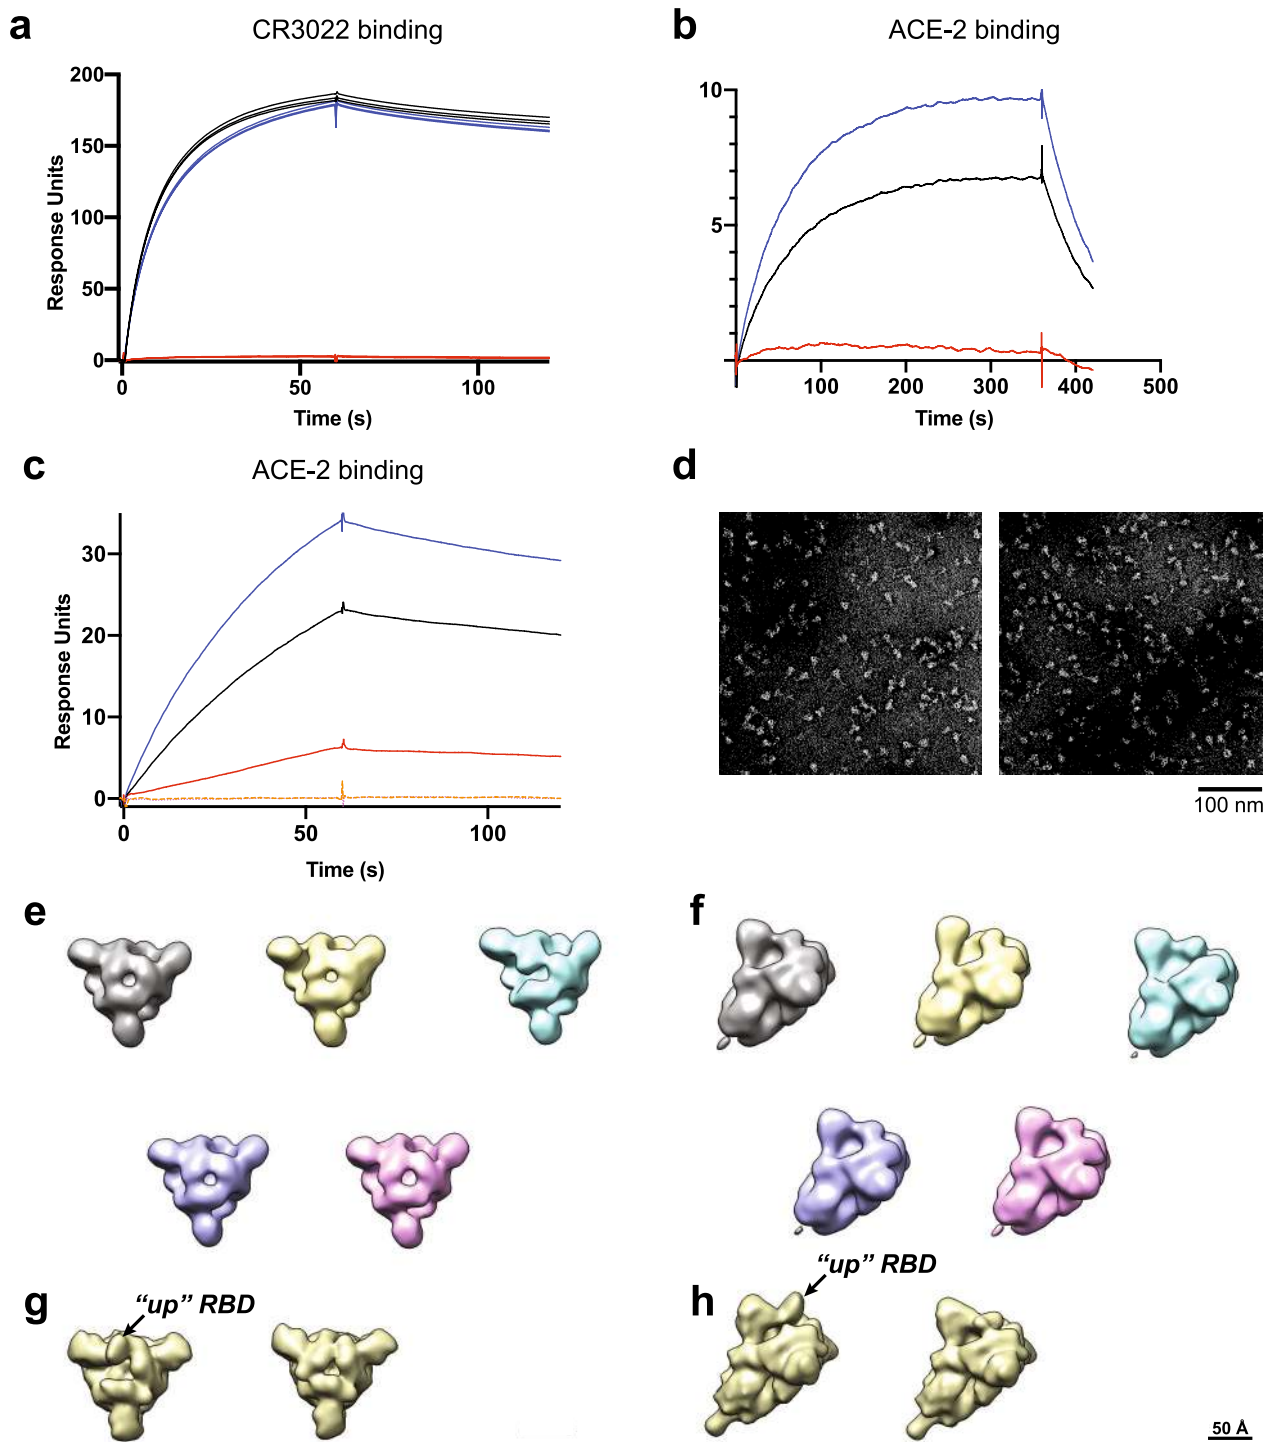 a
CR3022 binding
200
150
100
50
0
Response Units
0
50
100
Time (s)
b
ACE-2 binding
10
5
100
200
300
400
500
Time (s)
c
ACE-2 binding
30
20
10
0
Response Units
0
50
100
Time (s)
d
100 nm
e
f
g
“up” RBD
h
“up” RBD
50 Å